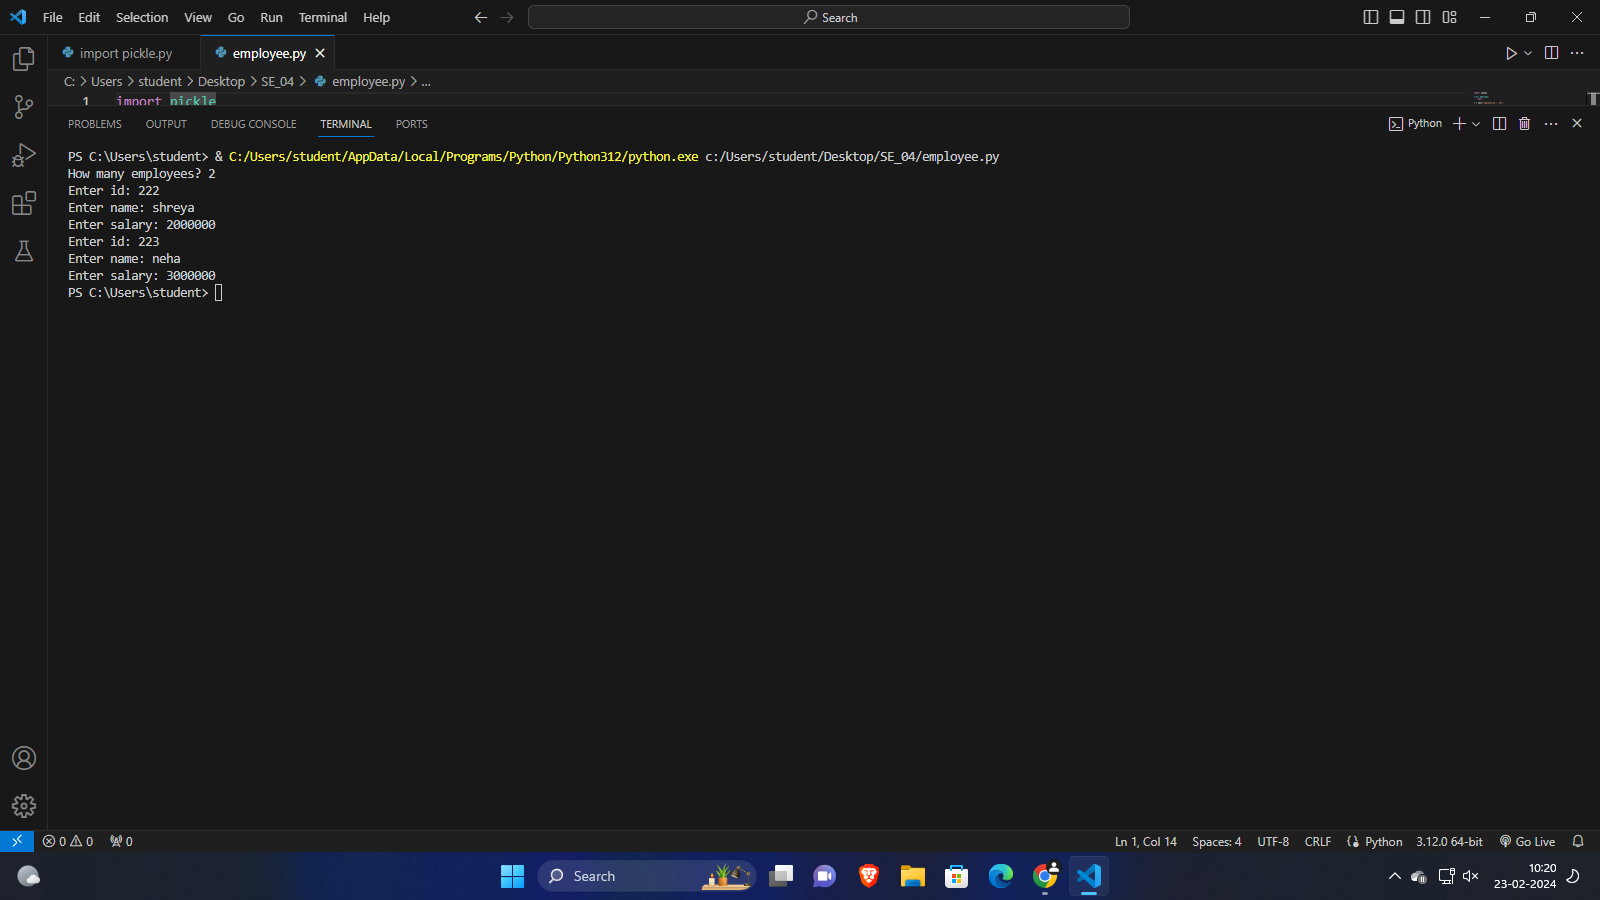 File Edit Selection View Go Run Terminal Help Search
import pickle.py employee.py
C: > Users > student > Desktop > SE_04 > employee.py > ...
1 import pickle
PROBLEMS OUTPUT DEBUG CONSOLE TERMINAL PORTS Python
PS C:\Users\student> & C:/Users/student/AppData/Local/Programs/Python/Python312/python.exe c:/Users/student/Desktop/SE_04/employee.py
How many employees? 2
Enter id: 222
Enter name: shreya
Enter salary: 2000000
Enter id: 223
Enter name: neha
Enter salary: 3000000
PS C:\Users\student>
0 0 0 Ln 1, Col 14 Spaces: 4 UTF-8 CRLF Python 3.12.0 64-bit Go Live
Search 10:20
23-02-2024